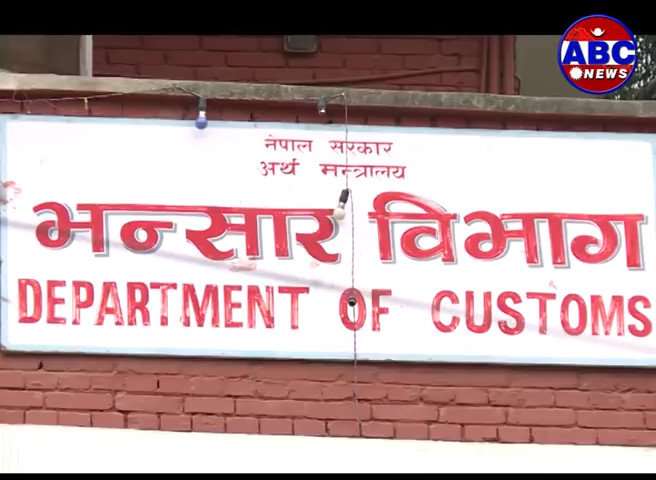 ABC
NEWS
नेपाल सरकार
अर्थ मन्त्रालय
भन्सार विभाग
DEPARTMENT OF CUSTOMS